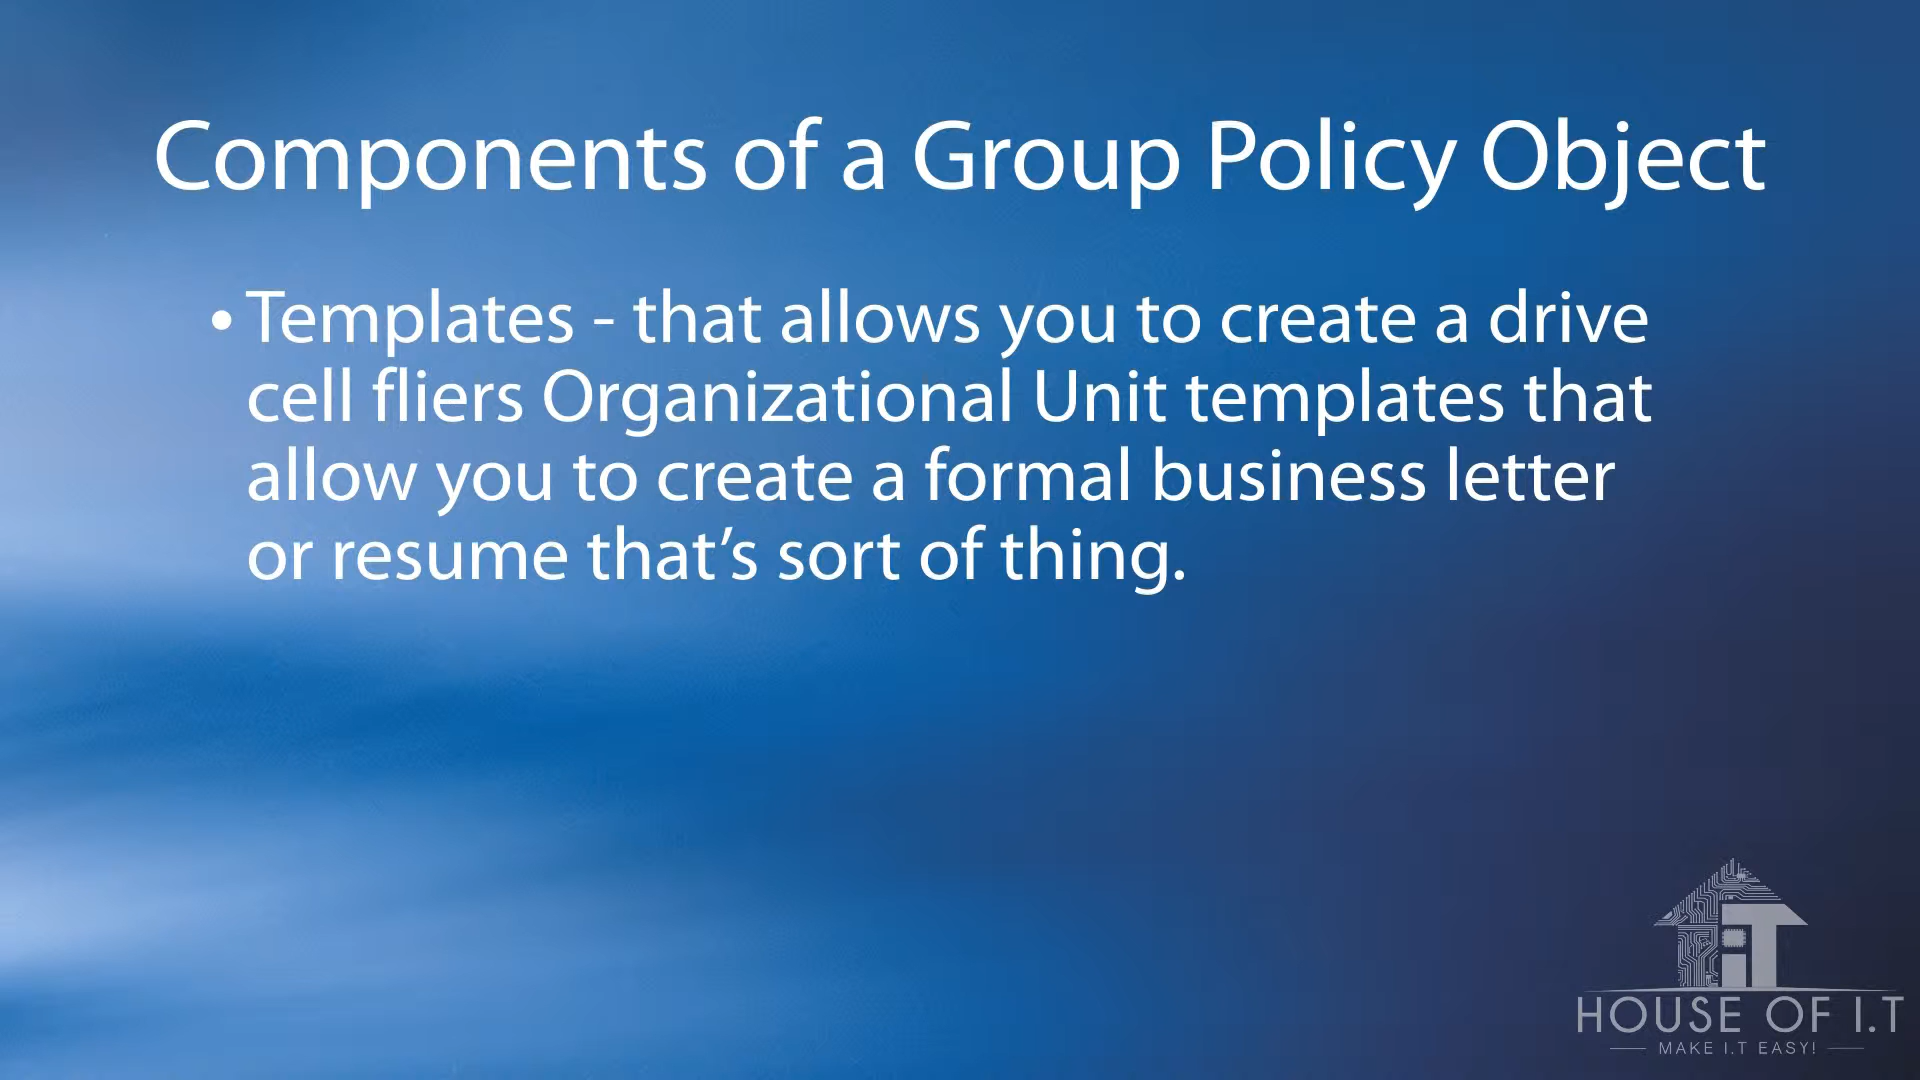 Components of a Group Policy Object
• Templates - that allows you to create a drive
cell fliers Organizational Unit templates that
allow you to create a formal business letter
or resume that’s sort of thing.
iT
HOUSE OF I.T
MAKE I.T EASY!